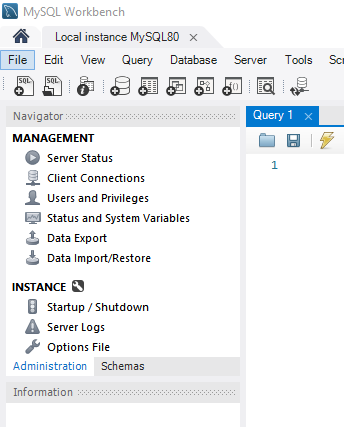 MySQL Workbench
Local instance MySQL80
File Edit View Query Database Server Tools
SQL SQL
Navigator Query 1
MANAGEMENT
Server Status 1
Client Connections
Users and Privileges
Status and System Variables
Data Export
Data Import/Restore
INSTANCE
Startup / Shutdown
Server Logs
Options File
Administration Schemas
Information